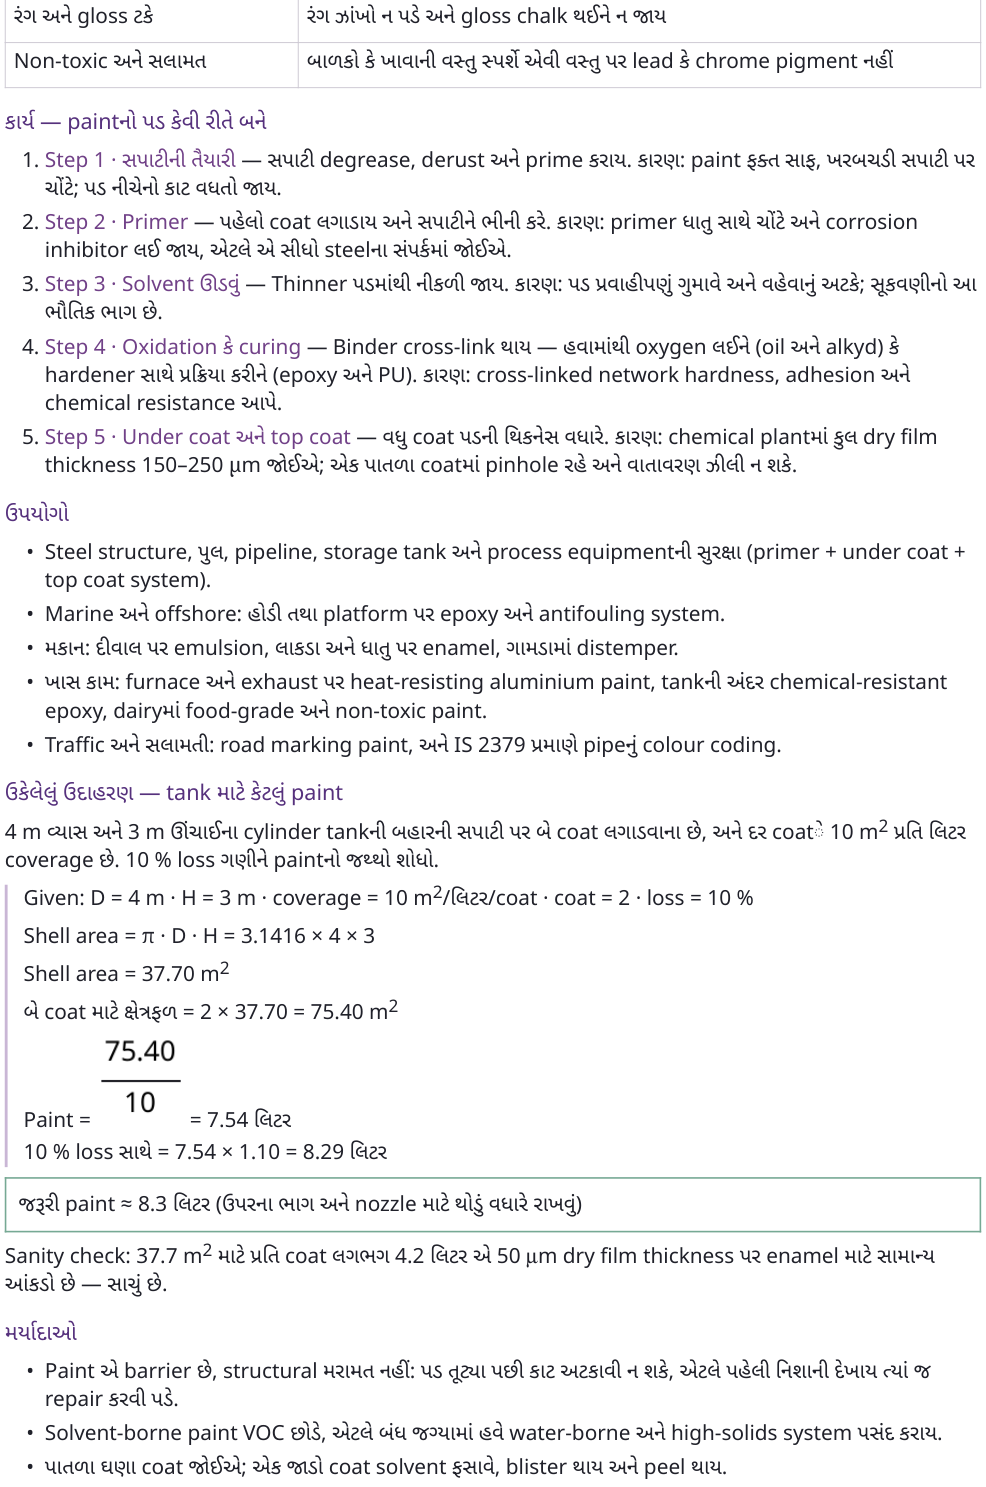 રંગ અને gloss ટકે રંગ ઝાંખો ન પડે અને gloss chalk થઈને ન જાય
Non-toxic અને સલામત બાળકો કે ખાવાની વસ્તુ સ્પર્શે એવી વસ્તુ પર lead કે chrome pigment નહીં
કાર્ય — paintનો પડ કેવી રીતે બને
1. Step 1 · સપાટીની તૈયારી — સપાટી degrease, derust અને prime કરાય. કારણ: paint ફક્ત સાફ, ખરબચડી સપાટી પર
ચોંટે; પડ નીચેનો કાટ વધતો જાય.
2. Step 2 · Primer — પહેલો coat લગાડાય અને સપાટીને ભીની કરે. કારણ: primer ધાતુ સાથે ચોંટે અને corrosion
inhibitor લઈ જાય, એટલે એ સીધો steelના સંપર્કમાં જોઈએ.
3. Step 3 · Solvent ઊડવું — Thinner પડમાંથી નીકળી જાય. કારણ: પડ પ્રવાહીપણું ગુમાવે અને વહેવાનું અટકે; સૂકવણીનો આ
ભૌતિક ભાગ છે.
4. Step 4 · Oxidation કે curing — Binder cross-link થાય — હવામાંથી oxygen લઈને (oil અને alkyd) કે
hardener સાથે પ્રક્રિયા કરીને (epoxy અને PU). કારણ: cross-linked network hardness, adhesion અને
chemical resistance આપે.
5. Step 5 · Under coat અને top coat — વધુ coat પડની થિકનેસ વધારે. કારણ: chemical plantમાં કુલ dry film
thickness 150–250 μm જોઈએ; એક પાતળા coatમાં pinhole રહે અને વાતાવરણ ઝીલી ન શકે.
ઉપયોગો
• Steel structure, પુલ, pipeline, storage tank અને process equipmentની સુરક્ષા (primer + under coat +
top coat system).
• Marine અને offshore: હોડી તથા platform પર epoxy અને antifouling system.
• મકાન: દીવાલ પર emulsion, લાકડા અને ધાતુ પર enamel, ગામડામાં distemper.
• ખાસ કામ: furnace અને exhaust પર heat-resisting aluminium paint, tankની અંદર chemical-resistant
epoxy, dairyમાં food-grade અને non-toxic paint.
• Traffic અને સલામતી: road marking paint, અને IS 2379 પ્રમાણે pipeનું colour coding.
ઉકેલેલું ઉદાહરણ — tank માટે કેટલું paint
4 m વ્યાસ અને 3 m ઊંચાઈના cylinder tankની બહારની સપાટી પર બે coat લગાડવાના છે, અને દર coatે 10 m² પ્રતિ લિટર
coverage છે. 10 % loss ગણીને paintનો જથ્થો શોધો.
Given: D = 4 m · H = 3 m · coverage = 10 m²/લિટર/coat · coat = 2 · loss = 10 %
Shell area = π · D · H = 3.1416 × 4 × 3
Shell area = 37.70 m²
બે coat માટે ક્ષેત્રફળ = 2 × 37.70 = 75.40 m²
75.40
10
Paint = = 7.54 લિટર
10 % loss સાથે = 7.54 × 1.10 = 8.29 લિટર
જરૂરી paint ≈ 8.3 લિટર (ઉપરના ભાગ અને nozzle માટે થોડું વધારે રાખવું)
Sanity check: 37.7 m² માટે પ્રતિ coat લગભગ 4.2 લિટર એ 50 μm dry film thickness પર enamel માટે સામાન્ય
આંકડો છે — સાચું છે.
મર્યાદાઓ
• Paint એ barrier છે, structural મરામત નહીં: પડ તૂટ્યા પછી કાટ અટકાવી ન શકે, એટલે પહેલી નિશાની દેખાય ત્યાં જ
repair કરવી પડે.
• Solvent-borne paint VOC છોડે, એટલે બંધ જગ્યામાં હવે water-borne અને high-solids system પસંદ કરાય.
• પાતળા ઘણા coat જોઈએ; એક જાડો coat solvent ફસાવે, blister થાય અને peel થાય.